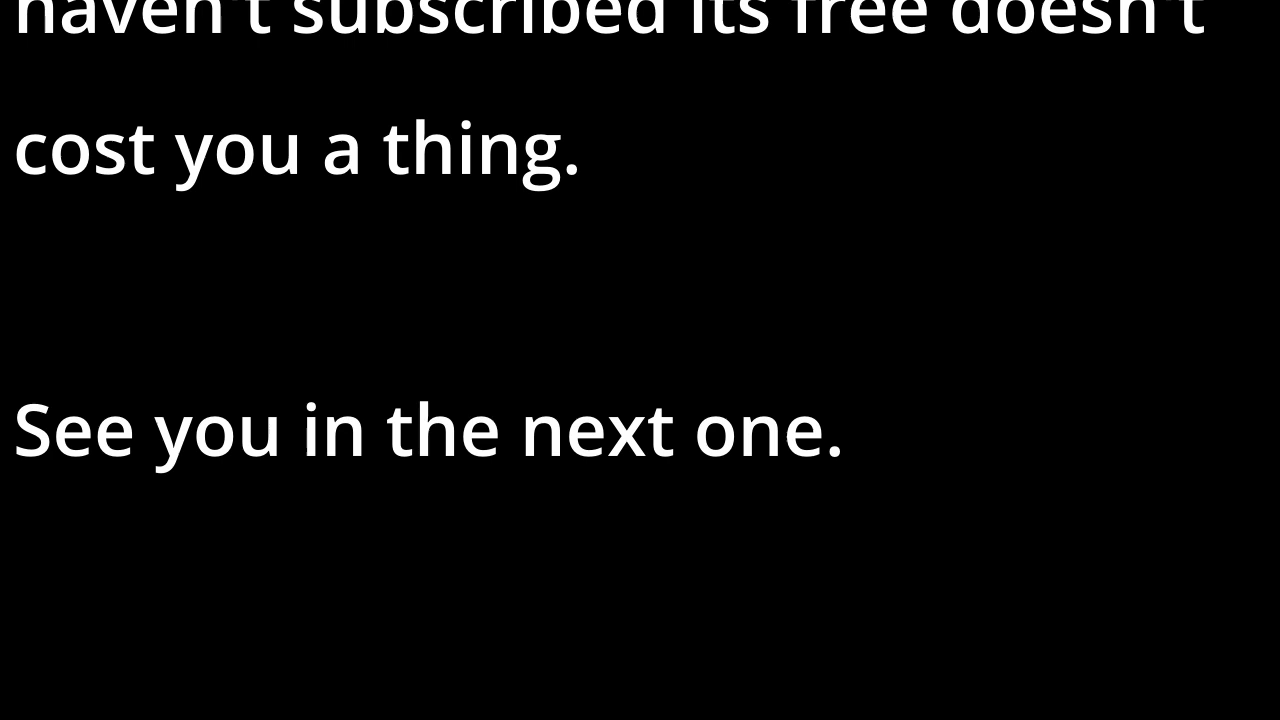 haven't subscribed its free doesn't
cost you a thing.
See you in the next one.